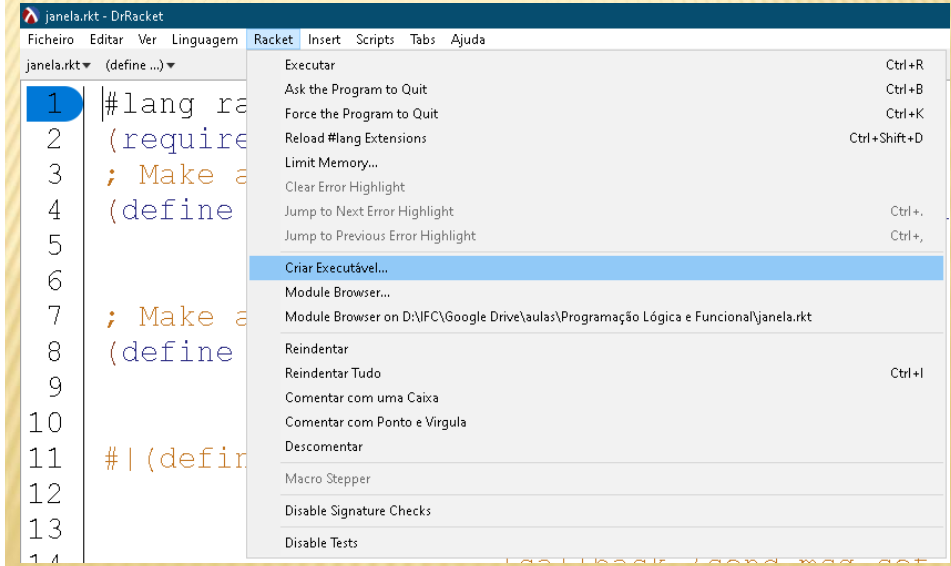 janela.rkt - DrRacket
Ficheiro Editar Ver Linguagem Racket Insert Scripts Tabs Ajuda
janela.rkt (define ...)
Executar Ctrl+R
Ask the Program to Quit Ctrl+B
Force the Program to Quit Ctrl+K
Reload #lang Extensions Ctrl+Shift+D
Limit Memory...
Clear Error Highlight
Jump to Next Error Highlight Ctrl+.
Jump to Previous Error Highlight Ctrl+,
Criar Executável...
Module Browser...
Module Browser on D:\IFC\Google Drive\aulas\Programação Lógica e Funcional\janela.rkt
Reindentar
Reindentar Tudo Ctrl+I
Comentar com uma Caixa
Comentar com Ponto e Virgula
Descomentar
Macro Stepper
Disable Signature Checks
Disable Tests
1 #lang ra
2 (require
3 ; Make a
4 (define
5
6
7 ; Make a
8 (define
9
10
11 #|(defin
12
13
14